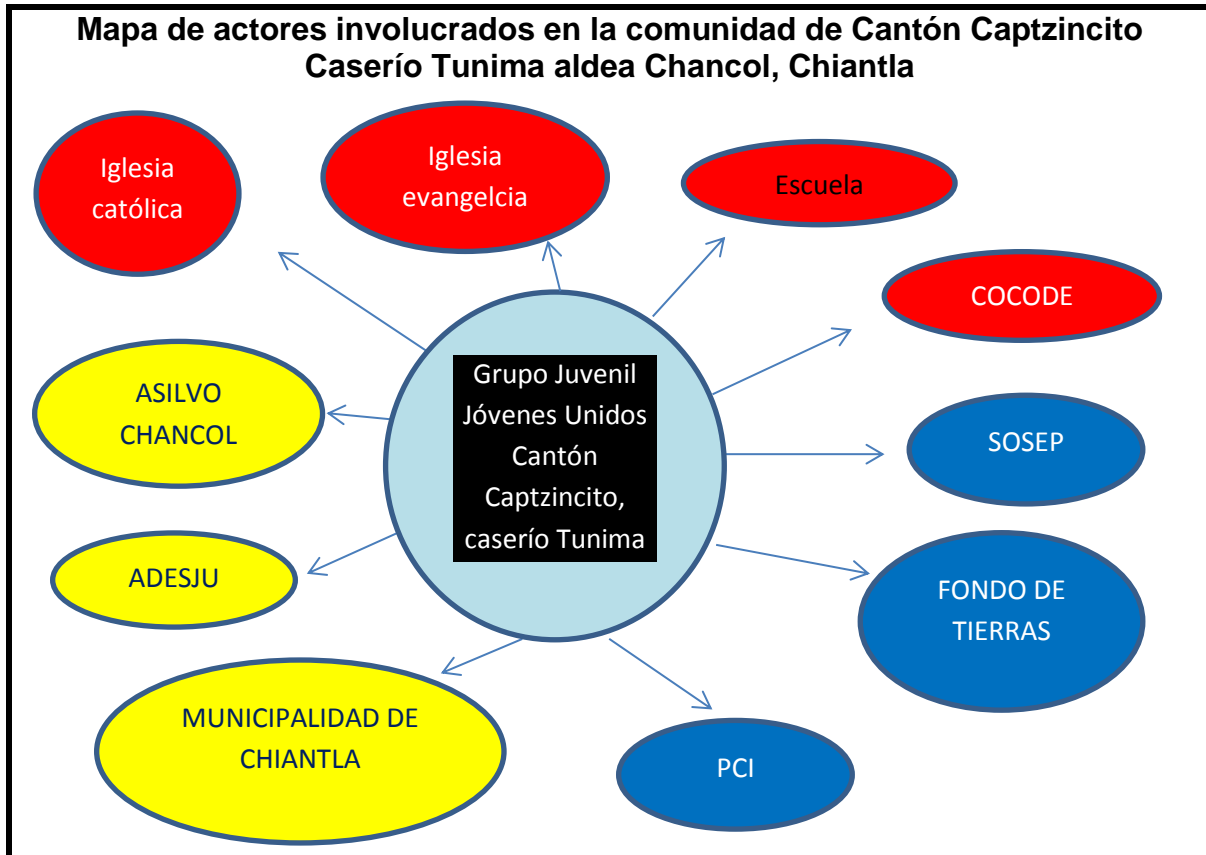 Mapa de actores involucrados en la comunidad de Cantón Captzincito
Caserío Tunima aldea Chancol, Chiantla
Iglesia
católica
Iglesia
evangelcia
Escuela
COCODE
Grupo Juvenil
Jóvenes Unidos
Cantón
Captzincito,
caserío Tunima
ASILVO
CHANCOL
SOSEP
ADESJU
FONDO DE
TIERRAS
MUNICIPALIDAD DE
CHIANTLA
PCI